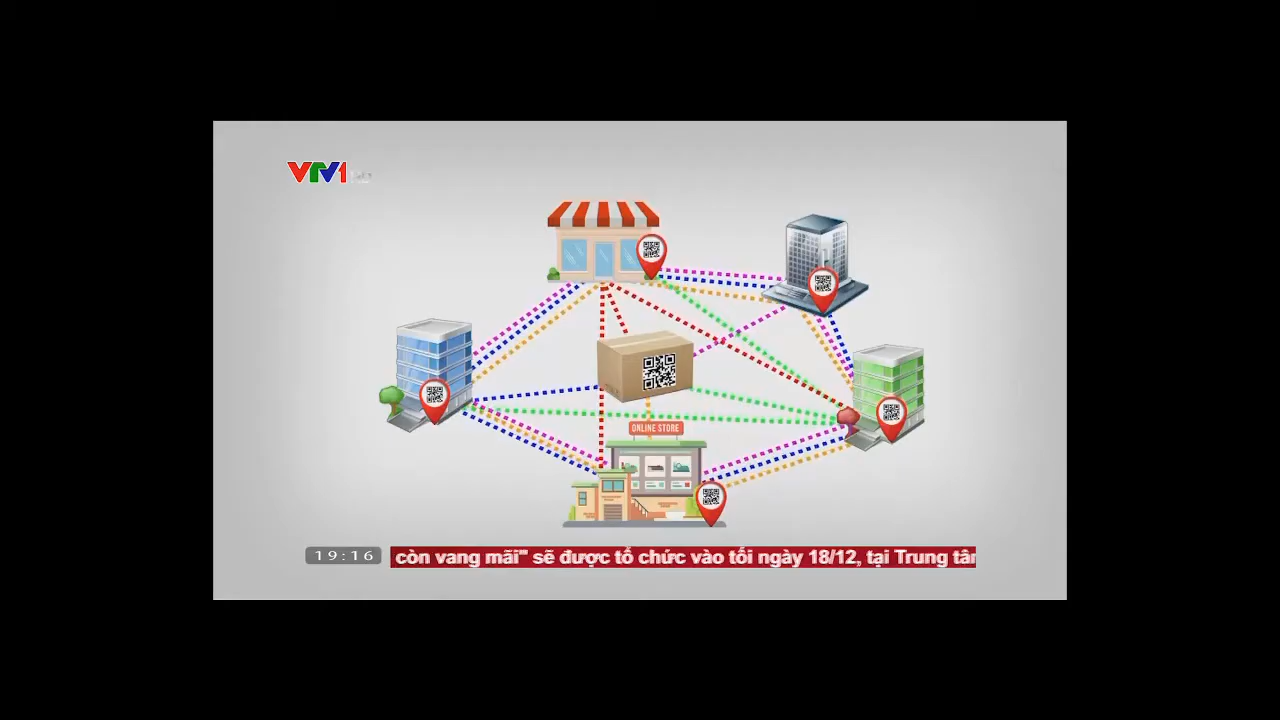 VTV1
ONLINE STORE
19:16
còn vang mãi" sẽ được tổ chức vào tối ngày 18/12, tại Trung